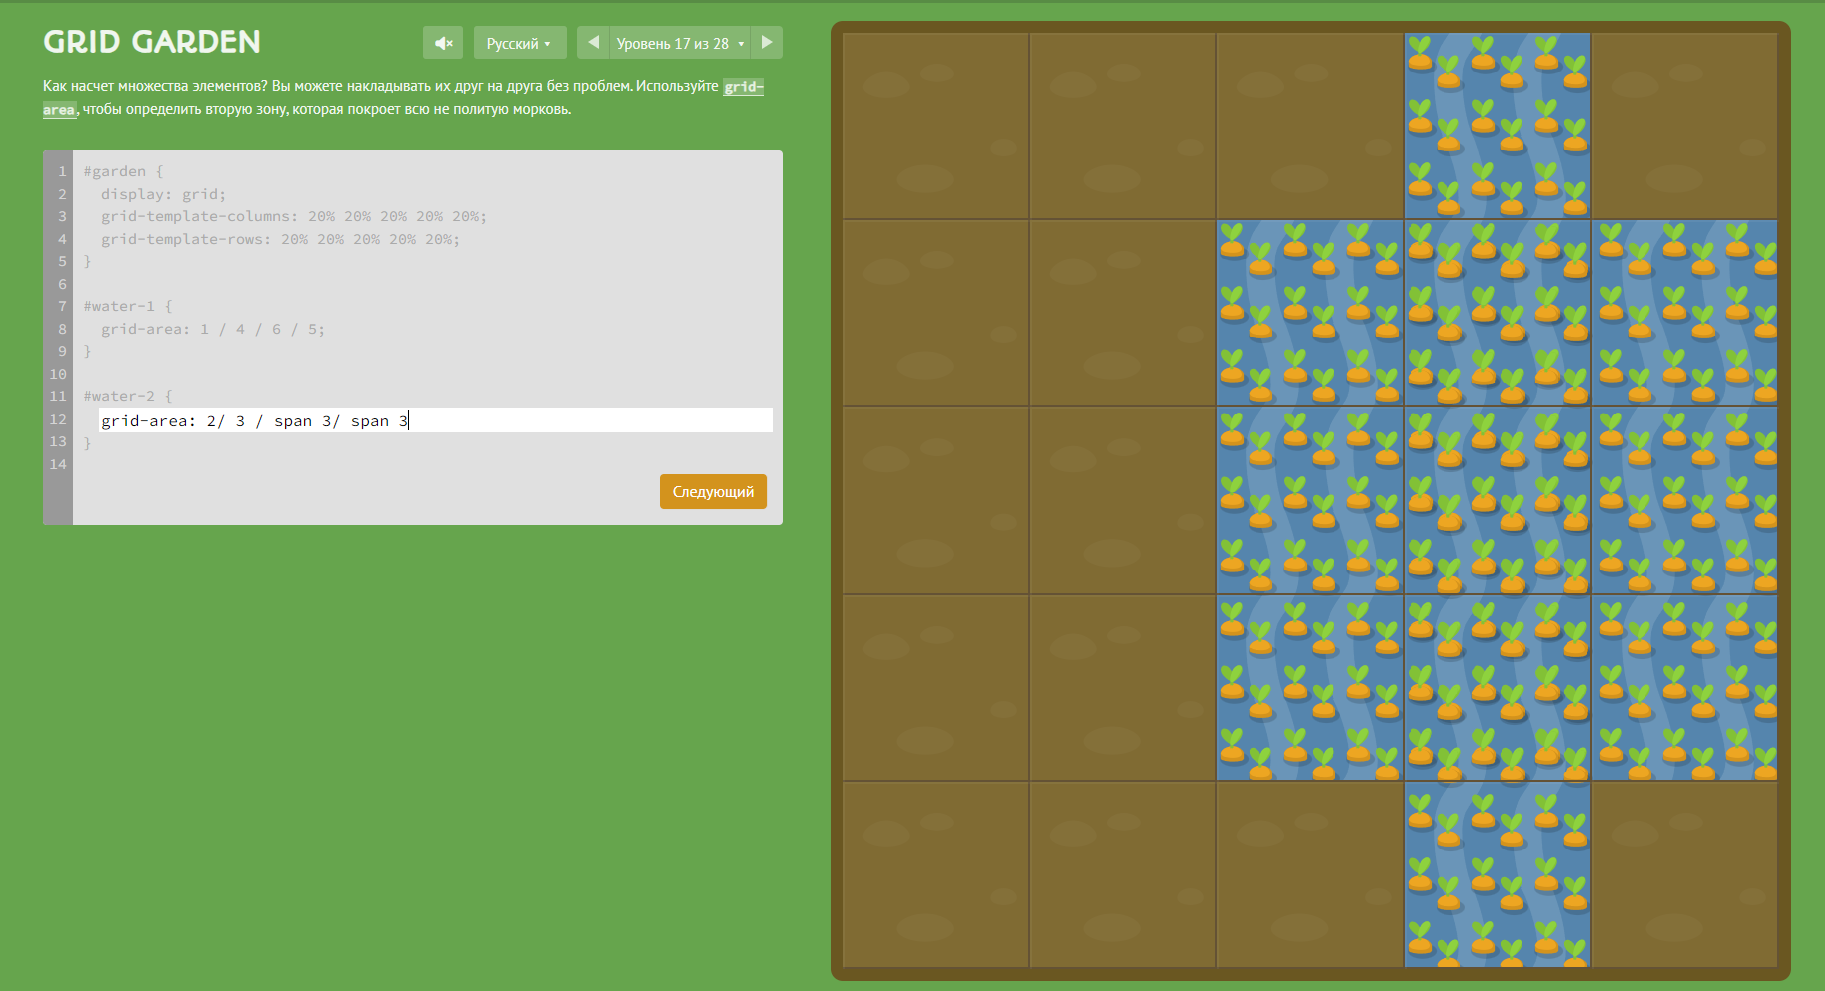 GRID GARDEN
Русский ▾
Уровень 17 из 28 ▾
Как насчет множества элементов? Вы можете накладывать их друг на друга без проблем. Используйте grid-
area, чтобы определить вторую зону, которая покроет всю не политую морковь.
1 #garden {
2 display: grid;
3 grid-template-columns: 20% 20% 20% 20% 20%;
4 grid-template-rows: 20% 20% 20% 20% 20%;
5 }
6
7 #water-1 {
8 grid-area: 1 / 4 / 6 / 5;
9 }
10
11 #water-2 {
12 grid-area: 2/ 3 / span 3/ span 3
13 }
14
Следующий